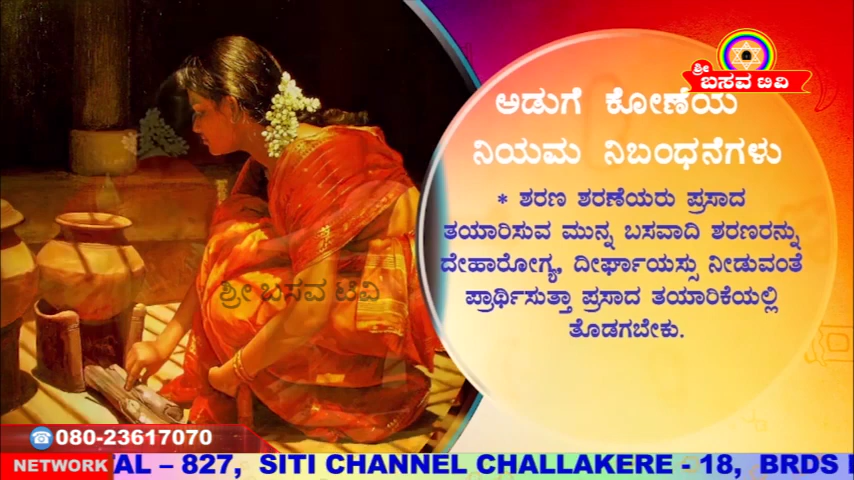 ಶ್ರೀ
ಬಸವ ಟಿವಿ
ಅಡುಗೆ ಕೋಣೆಯ
ನಿಯಮ ನಿಬಂಧನೆಗಳು
* ಶರಣ ಶರಣೆಯರು ಪ್ರಸಾದ
ತಯಾರಿಸುವ ಮುನ್ನ ಬಸವಾದಿ ಶರಣರನ್ನು
ದೇಹಾರೋಗ್ಯ, ದೀರ್ಘಾಯಸ್ಸು ನೀಡುವಂತೆ
ಪ್ರಾರ್ಥಿಸುತ್ತಾ ಪ್ರಸಾದ ತಯಾರಿಕೆಯಲ್ಲಿ
ತೊಡಗಬೇಕು.
ಶ್ರೀ ಬಸವ ಟಿವಿ
080-23617070
NETWORK TAL – 827, SITI CHANNEL CHALLAKERE - 18, BRDS